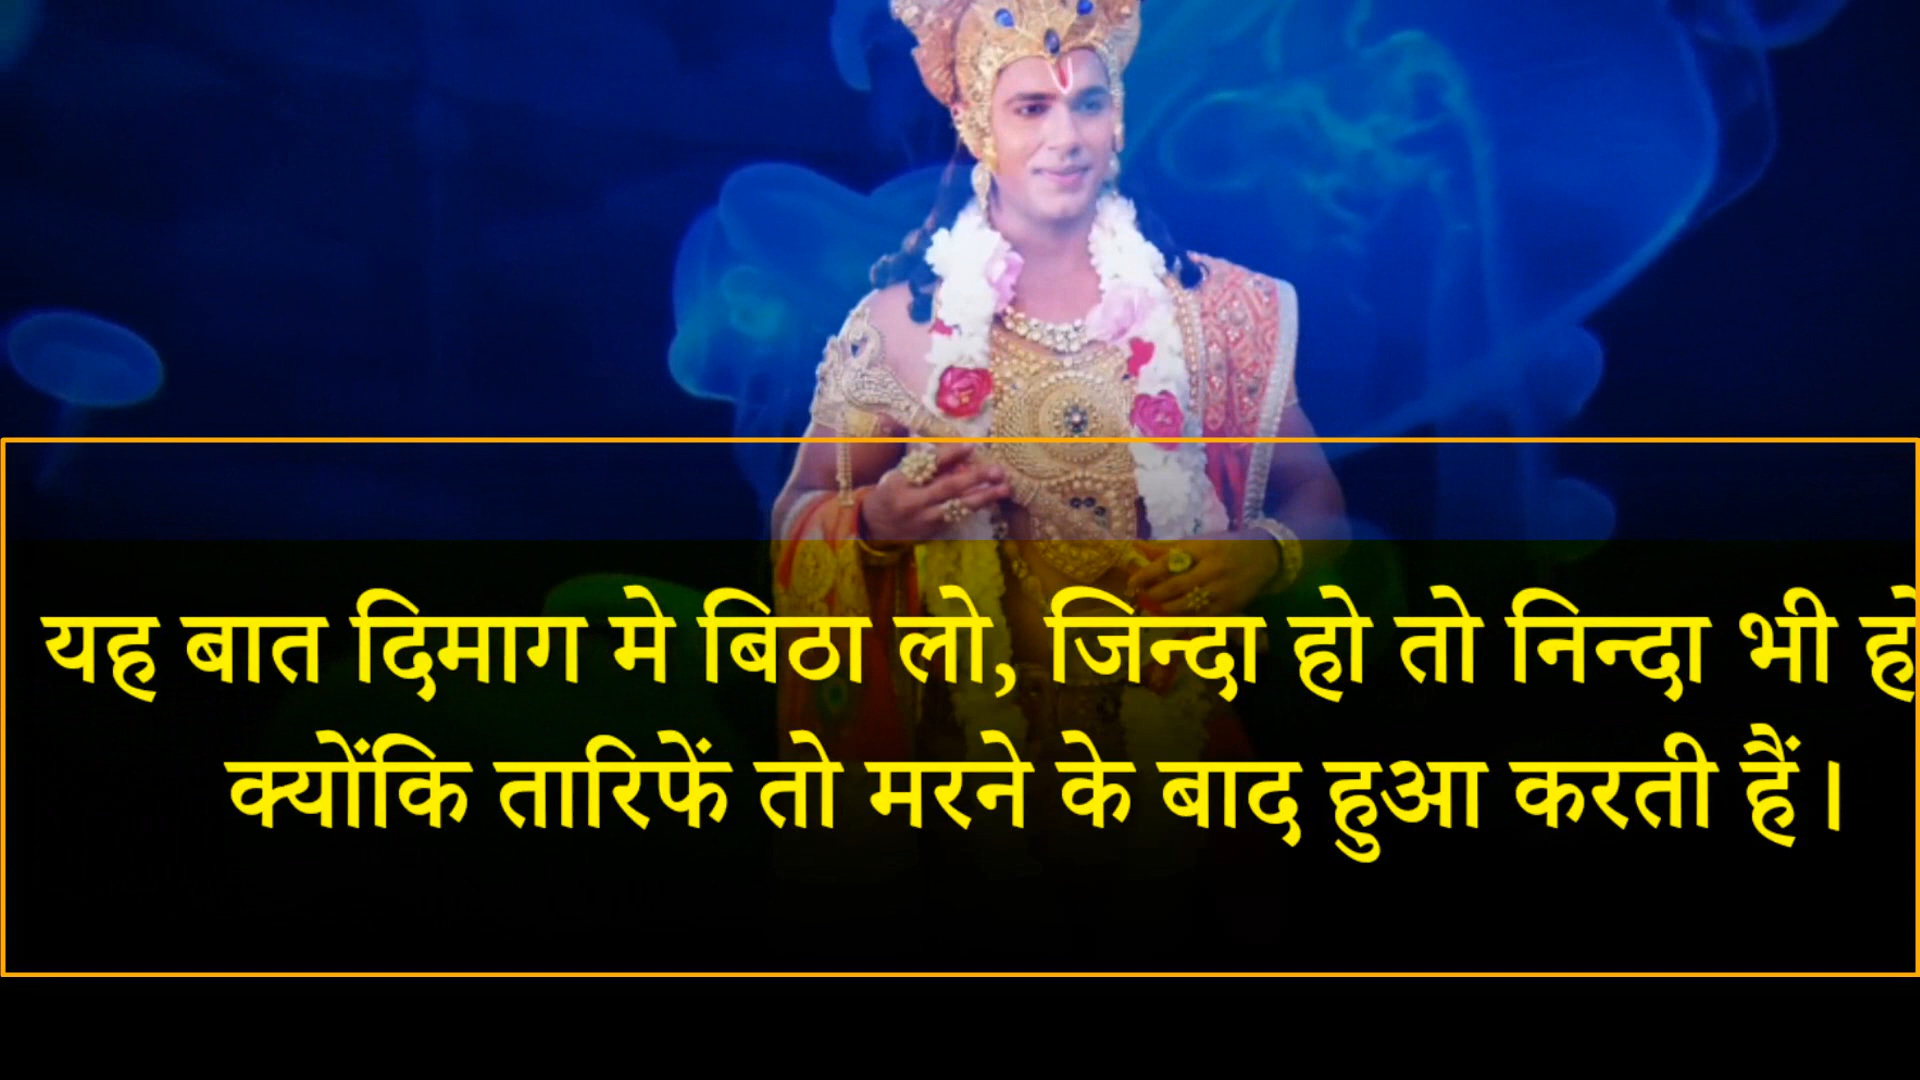 यह बात दिमाग मे बिठा लो, जिन्दा हो तो निन्दा भी
क्योंकि तारिफें तो मरने के बाद हुआ करती हैं।